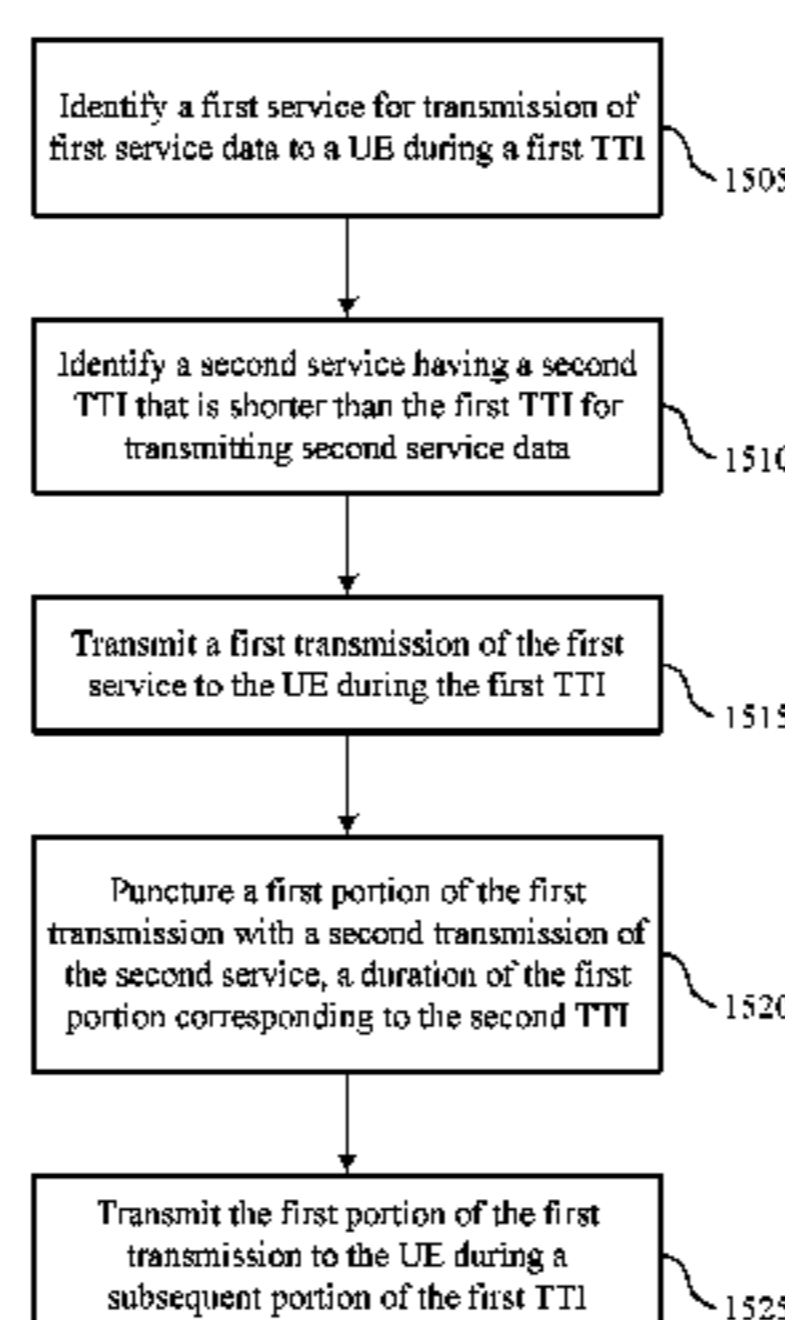 Identify a first service for transmission of
first service data to a UE during a first TTI
1505
Identify a second service having a second
TTI that is shorter than the first TTI for
transmitting second service data
1510
Transmit a first transmission of the first
service to the UE during the first TTI
1515
Puncture a first portion of the first
transmission with a second transmission of
the second service, a duration of the first
portion corresponding to the second TTI
1520
Transmit the first portion of the first
transmission to the UE during a
subsequent portion of the first TTI
1525